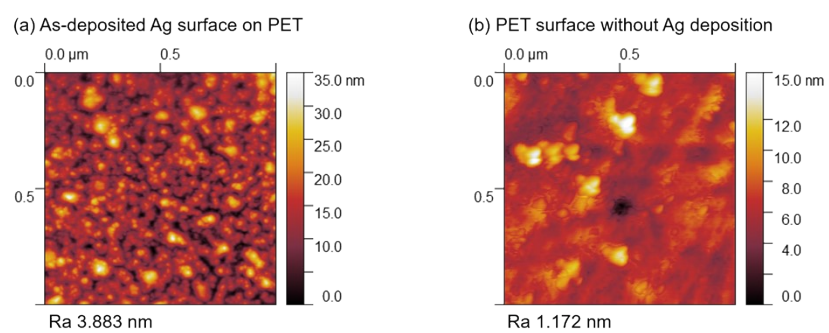 (a) As-deposited Ag surface on PET
0.0 µm 0.5
0.0
0.5
35.0 nm
30.0
25.0
20.0
15.0
10.0
0.0
Ra 3.883 nm
(b) PET surface without Ag deposition
0.0 µm 0.5
0.0
0.5
15.0 nm
12.0
10.0
8.0
6.0
4.0
0.0
Ra 1.172 nm